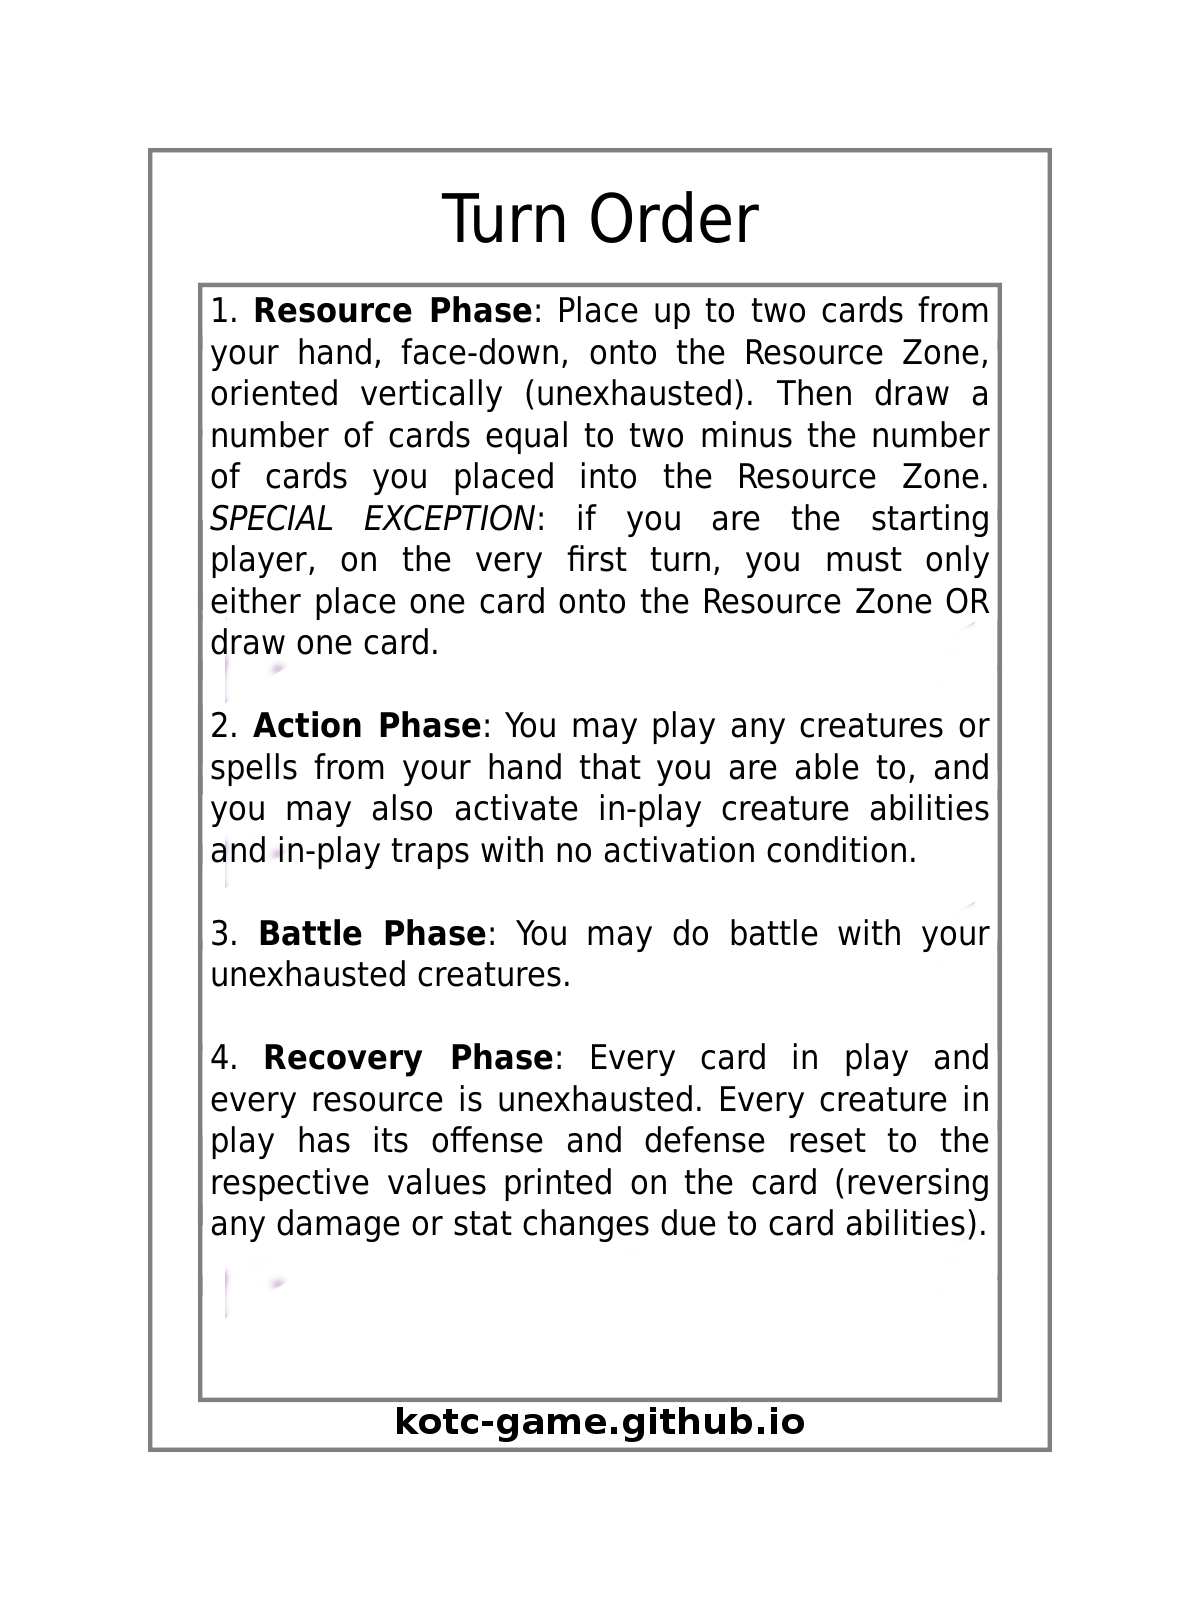 Turn Order
1. Resource Phase: Place up to two cards from
your hand, face-down, onto the Resource Zone,
oriented vertically (unexhausted). Then draw a
number of cards equal to two minus the number
of cards you placed into the Resource Zone.
SPECIAL EXCEPTION: if you are the starting
player, on the very first turn, you must only
either place one card onto the Resource Zone OR
draw one card.
2. Action Phase: You may play any creatures or
spells from your hand that you are able to, and
you may also activate in-play creature abilities
and in-play traps with no activation condition.
3. Battle Phase: You may do battle with your
unexhausted creatures.
4. Recovery Phase: Every card in play and
every resource is unexhausted. Every creature in
play has its offense and defense reset to the
respective values printed on the card (reversing
any damage or stat changes due to card abilities).
kotc-game.github.io